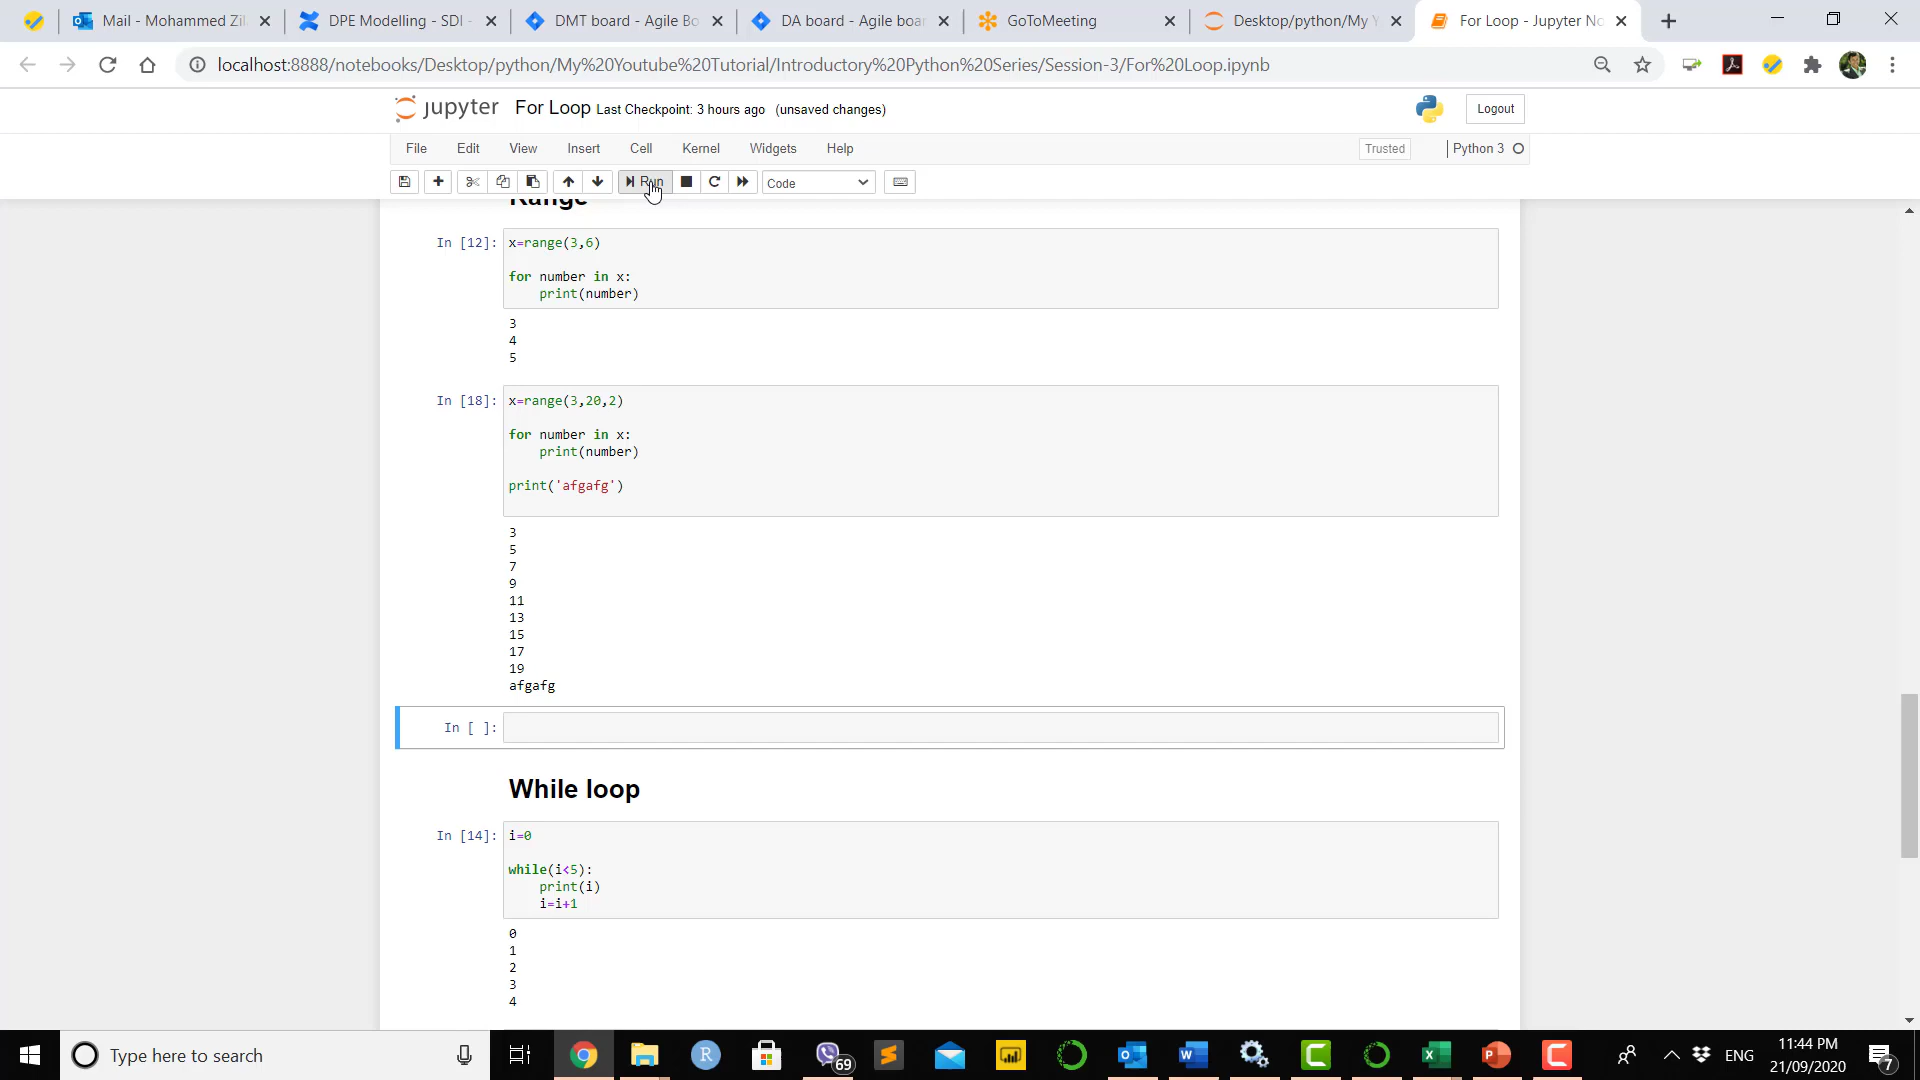 Mail - Mohammed Zil
DPE Modelling - SDI -
DMT board - Agile Bo
DA board - Agile boar
GoToMeeting
Desktop/python/My Y
For Loop - Jupyter No
localhost:8888/notebooks/Desktop/python/My%20Youtube%20Tutorial/Introductory%20Python%20Series/Session-3/For%20Loop.ipynb
jupyter For Loop Last Checkpoint: 3 hours ago (unsaved changes)
Logout
File Edit View Insert Cell Kernel Widgets Help
Trusted
Python 3
Run
Code
Range
In [12]: x=range(3,6)
for number in x:
print(number)
3
4
5
In [18]: x=range(3,20,2)
for number in x:
print(number)
print('afgafg')
3
5
7
9
11
13
15
17
19
afgafg
In [ ]:
While loop
In [14]: i=0
while(i<5):
print(i)
i=i+1
0
1
2
3
4
Type here to search
R
69
ENG
11:44 PM
21/09/2020
7